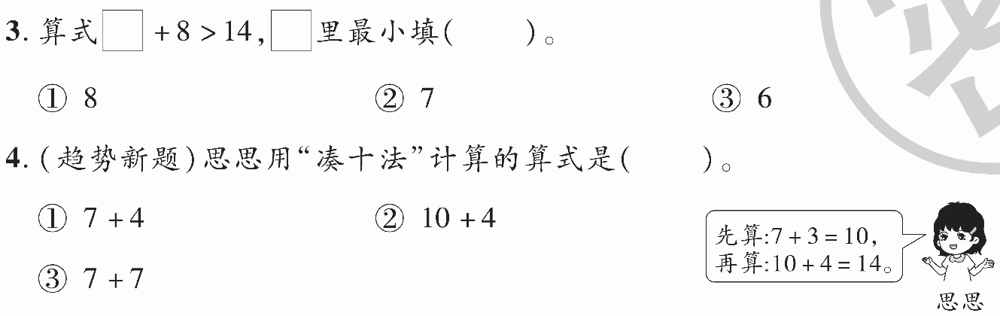 3. 算式□+8>14,□里最小填(　　)。
① 8　　② 7　　③ 6
4. (趋势新题)思思用“凑十法”计算的算式是(　　)。
① 7+4　　② 10+4
③ 7+7
先算:7+3=10,
再算:10+4=14。
思思